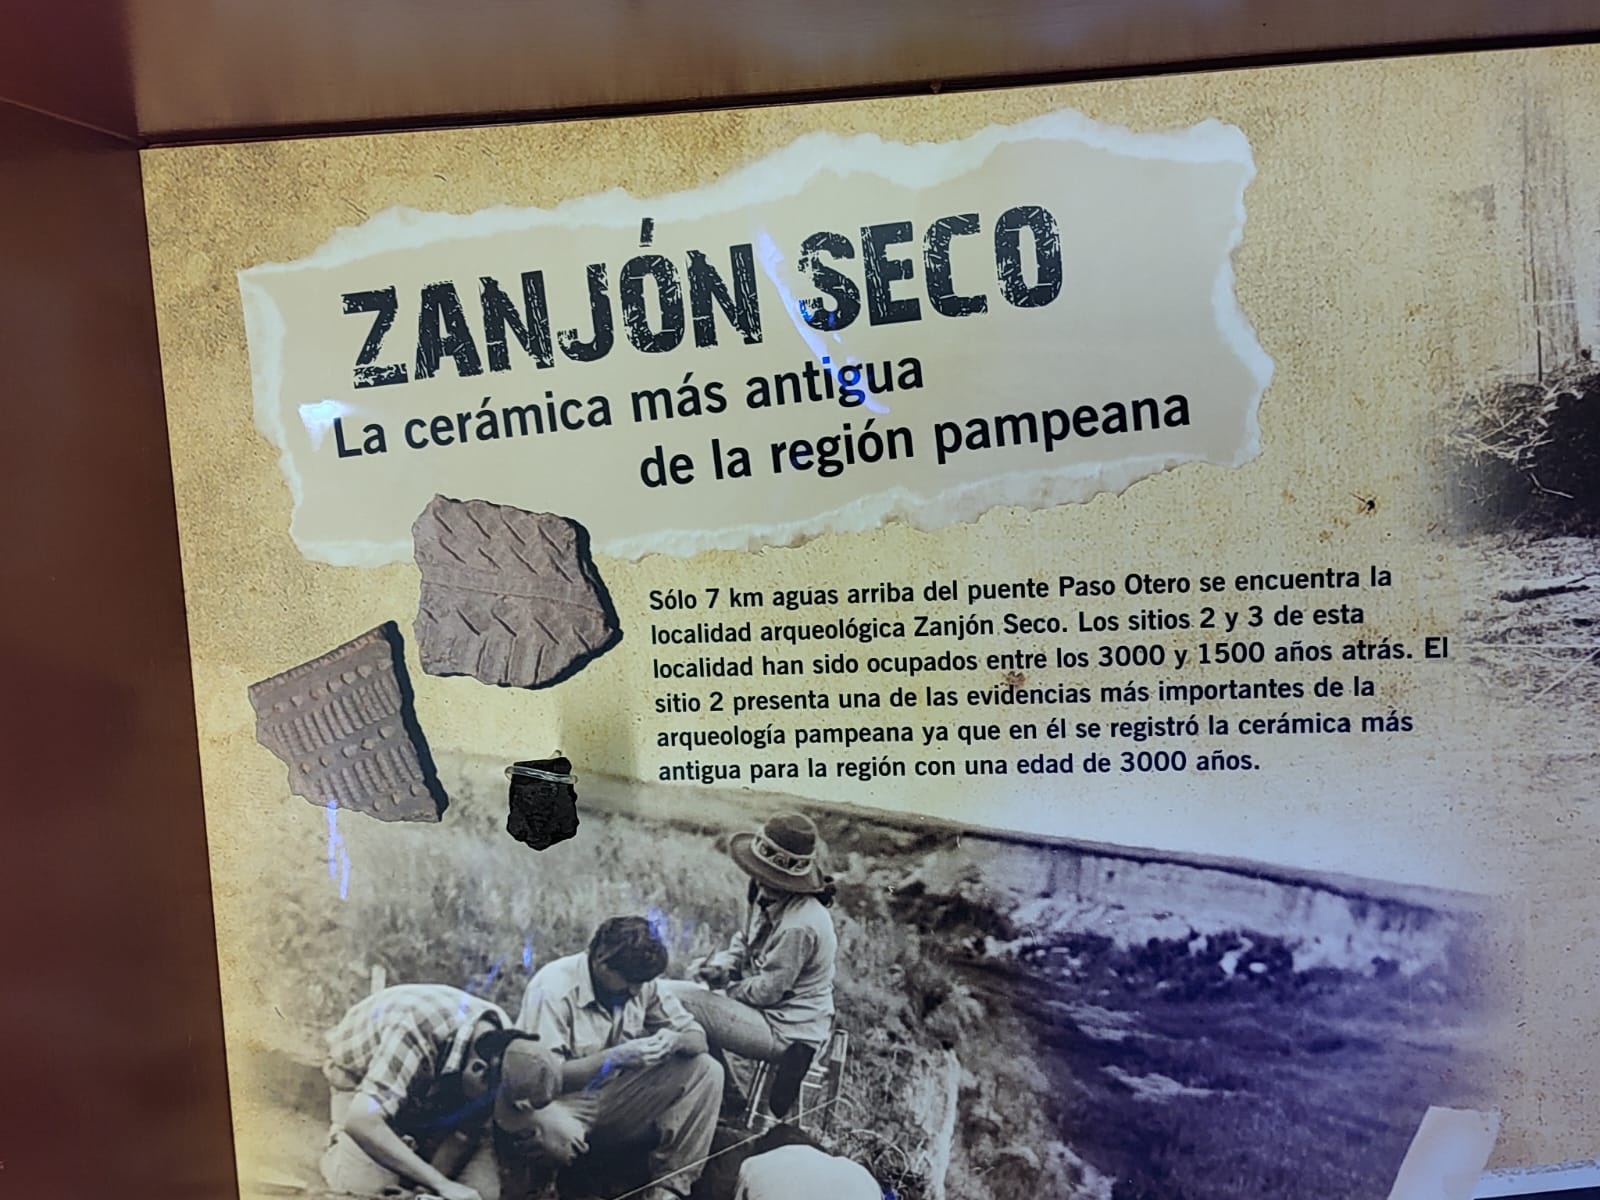 ZANJÓN SECO
La cerámica más antigua
de la región pampeana
Sólo 7 km aguas arriba del puente Paso Otero se encuentra la
localidad arqueológica Zanjón Seco. Los sitios 2 y 3 de esta
localidad han sido ocupados entre los 3000 y 1500 años atrás. El
sitio 2 presenta una de las evidencias más importantes de la
arqueología pampeana ya que en él se registró la cerámica más
antigua para la región con una edad de 3000 años.